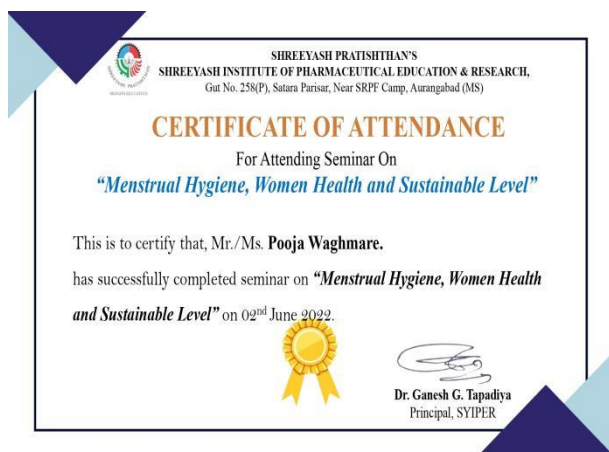 SHREEYASH PRATISHTHAN'S
SHREEYASH INSTITUTE OF PHARMACEUTICAL EDUCATION & RESEARCH,
Gut No. 258(P), Satara Parisar, Near SRPF Camp, Aurangabad (MS)
CERTIFICATE OF ATTENDANCE
For Attending Seminar On
“Menstrual Hygiene, Women Health and Sustainable Level”
This is to certify that, Mr./Ms. Pooja Waghmare.
has successfully completed seminar on “Menstrual Hygiene, Women Health
and Sustainable Level” on 02nd June 2022.
Dr. Ganesh G. Tapadiya
Principal, SYIPER